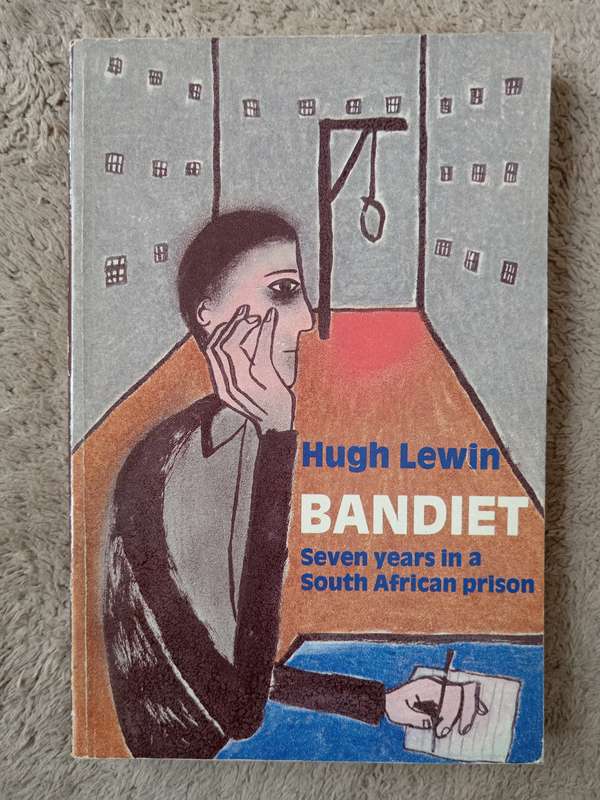 Hugh Lewin
BANDIET
Seven years in a
South African prison